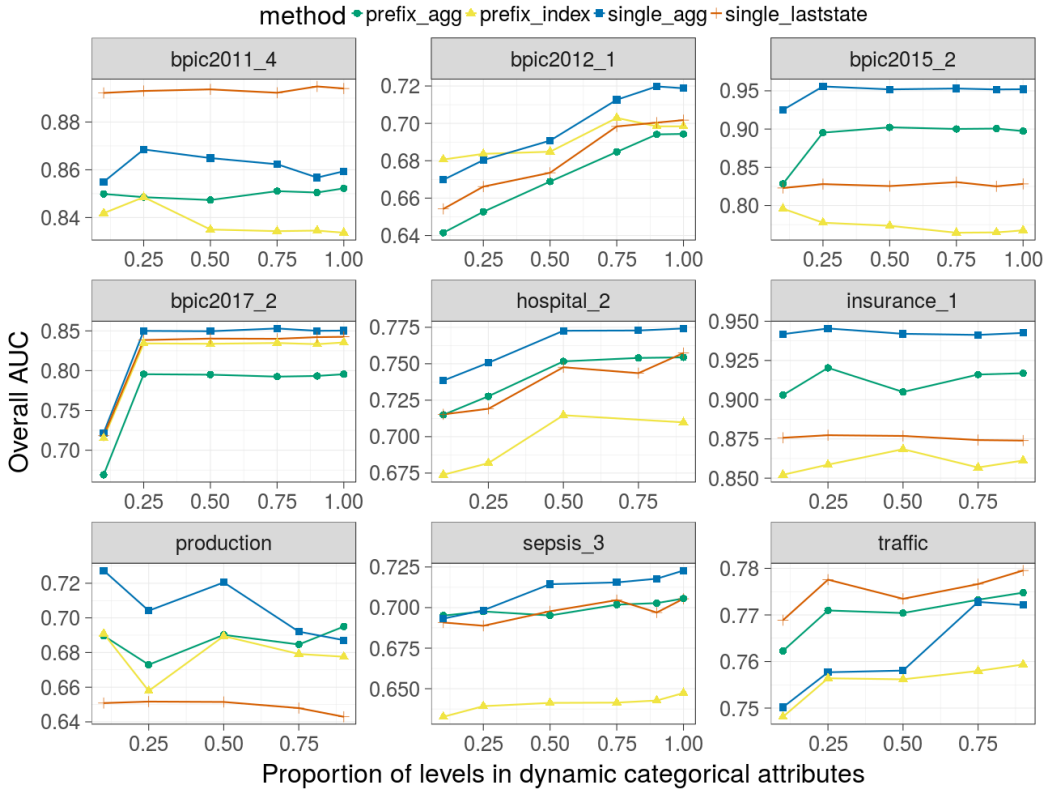 method prefix_agg prefix_index single_agg single_laststate
bpic2011_4 bpic2012_1 bpic2015_2
0.88
0.86
0.84
0.25 0.50 0.75 1.00
0.72
0.70
0.68
0.66
0.64
0.25 0.50 0.75 1.00
0.95
0.90
0.85
0.80
0.25 0.50 0.75 1.00
bpic2017_2 hospital_2 insurance_1
0.85
0.80
0.75
0.70
0.25 0.50 0.75 1.00
0.775
0.750
0.725
0.700
0.675
0.25 0.50 0.75
0.950
0.925
0.900
0.875
0.850
0.25 0.50 0.75
production sepsis_3 traffic
0.72
0.70
0.68
0.66
0.64
0.25 0.50 0.75
0.725
0.700
0.675
0.650
0.25 0.50 0.75 1.00
0.78
0.77
0.76
0.75
0.25 0.50 0.75
Overall AUC
Proportion of levels in dynamic categorical attributes